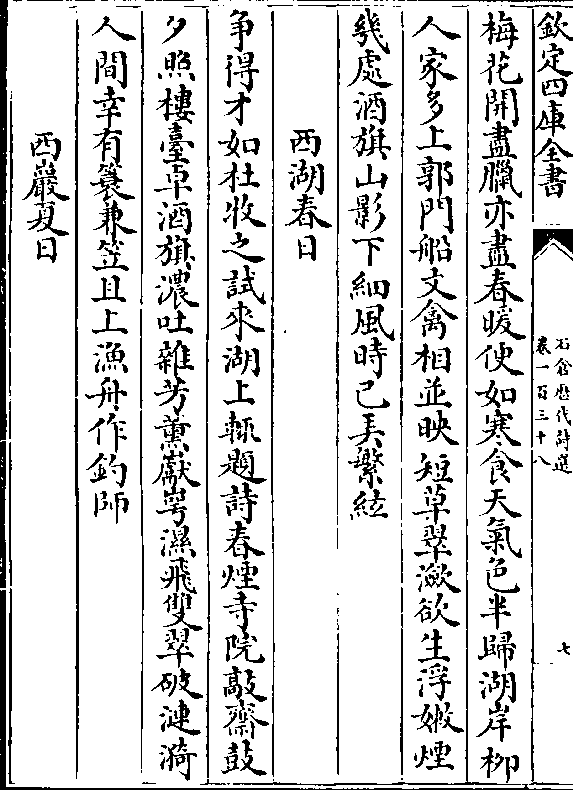 欽定四庫全書
石倉歷代詩選
卷一百三十八
七
梅花開盡臘亦盡春暖便如寒食天氣色半歸湖岸柳
人家多上郭門船文禽相並映短草翠瀲欲生浮嫩煙
幾處酒旗山影下細風時已弄繁絃
西湖春日
争得才如杜牧之試來湖上輒題詩春煙寺院敲齋鼓
夕照樓臺卓酒旗濃吐雜芳薰巘崿濕飛雙翠破漣漪
人間幸有簑兼笠且上漁舟作釣師
西巖夏日